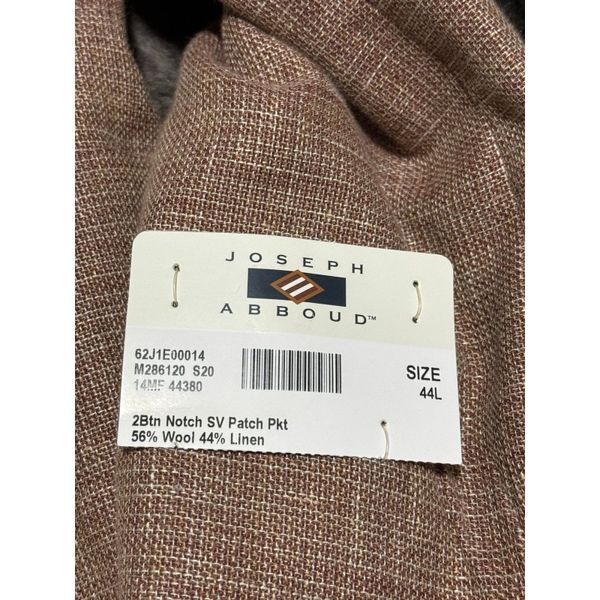 JOSEPH
ABBOUD™
62J1E00014
M286120 S20
14MF 44380
SIZE
44L
2Btn Notch SV Patch Pkt
56% Wool 44% Linen